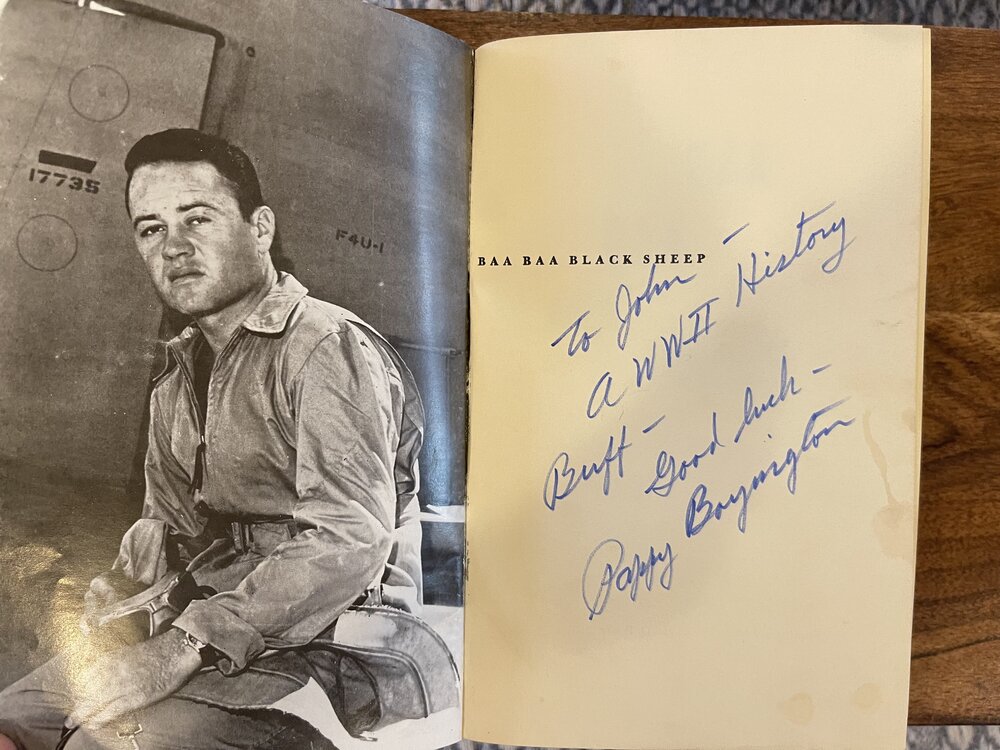 17735
F4U-1
BAA BAA BLACK SHEEP
To John -
A WWII History
Buff -
Good luck -
Pappy Boyington